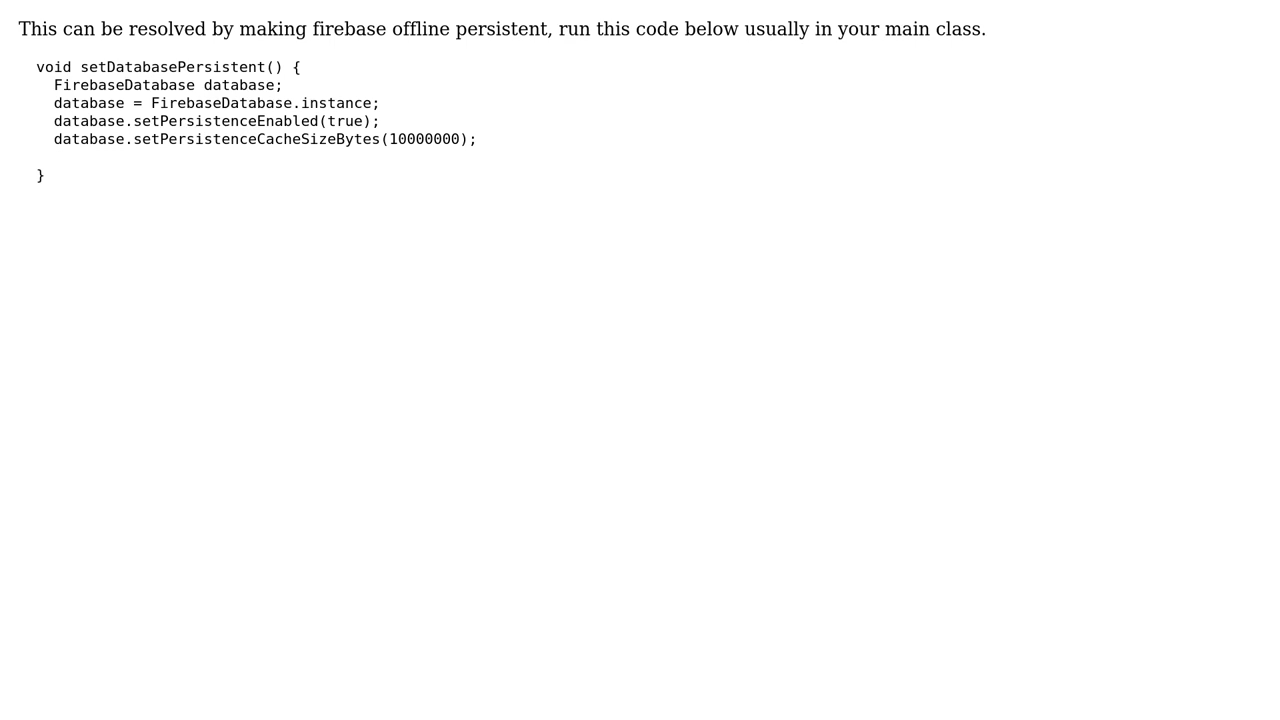 This can be resolved by making firebase offline persistent, run this code below usually in your main class.
void setDatabasePersistent() {
FirebaseDatabase database;
database = FirebaseDatabase.instance;
database.setPersistenceEnabled(true);
database.setPersistenceCacheSizeBytes(10000000);
}